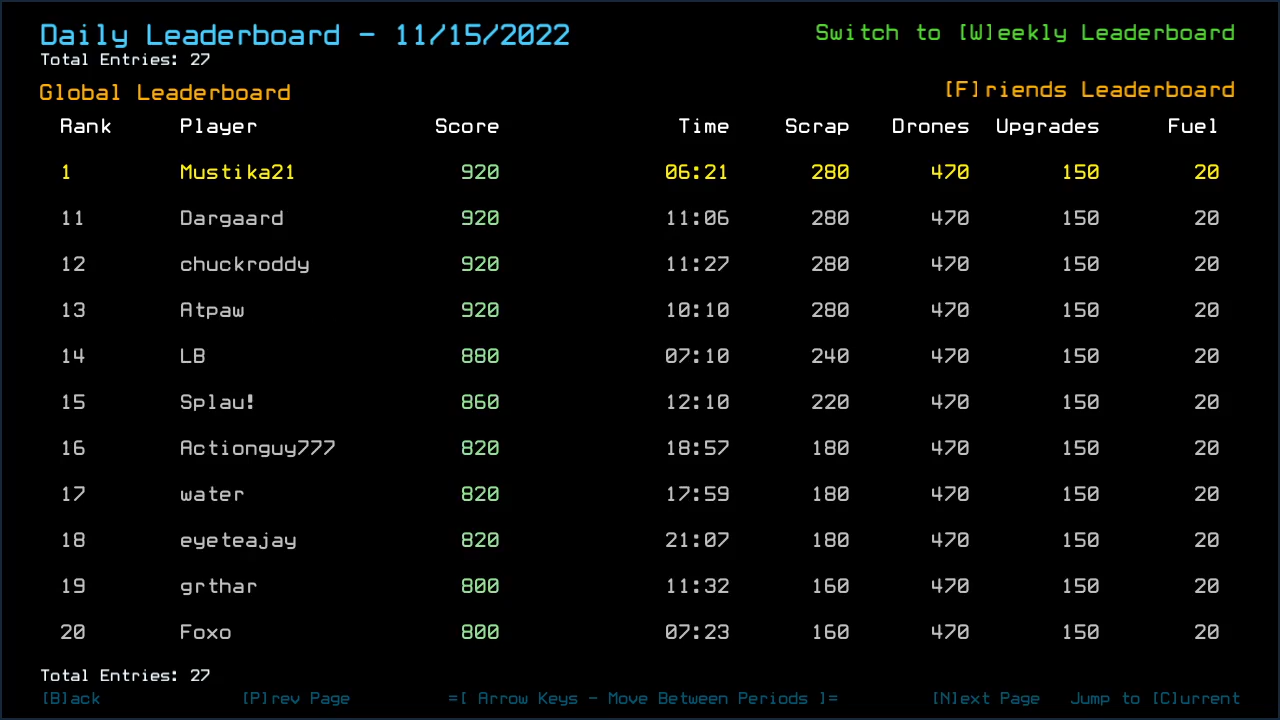 Daily Leaderboard - 11/15/2022 Switch to [W]eekly Leaderboard
Total Entries: 27
Global Leaderboard [F]riends Leaderboard
Rank Player Score Time Scrap Drones Upgrades Fuel
1 Mustika21 920 06:21 280 470 150 20
11 Dargaard 920 11:06 280 470 150 20
12 chuckroddy 920 11:27 280 470 150 20
13 Atpaw 920 10:10 280 470 150 20
14 LB 880 07:10 240 470 150 20
15 Splau! 860 12:10 220 470 150 20
16 Actionguy777 820 18:57 180 470 150 20
17 water 820 17:59 180 470 150 20
18 eyeteajay 820 21:07 180 470 150 20
19 grthar 800 11:32 160 470 150 20
20 Foxo 800 07:23 160 470 150 20
Total Entries: 27
[B]ack [P]rev Page =[ Arrow Keys - Move Between Periods ]= [N]ext Page Jump to [C]urrent